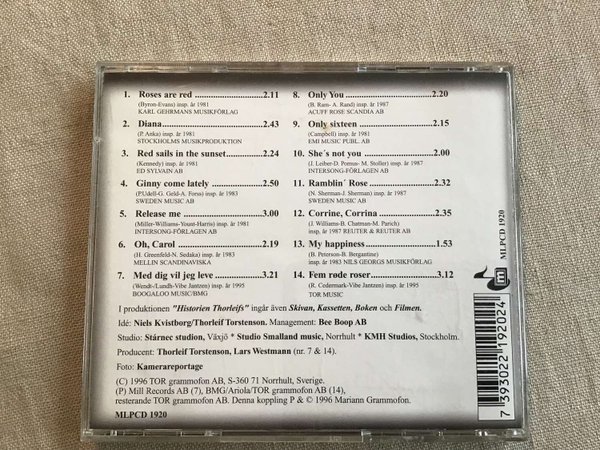 1. Roses are red ..................2.11
(Byron-Evans) insp. år 1981
KARL GEHRMANS MUSIKFÖRLAG
2. Diana..............................2.43
(P. Anka) insp. år 1981
STOCKHOLMS MUSIKPRODUKTION
3. Red sails in the sunset........2.24
(Kennedy) insp. år 1981
ED SYLVAIN AB
4. Ginny come lately ..............2.50
(P.Udell-G. Geld-A. Forss) insp. år 1983
SWEDEN MUSIC AB
5. Release me ......................3.00
(Miller-Williams-Yount-Harris) insp. år 1981
INTERSONG-FÖRLAGEN AB
6. Oh, Carol ........................2.19
(H. Greenfield-N. Sedaka) insp. år 1983
MELLIN SCANDINAVISKA
7. Med dig vil jeg leve............3.21
(Wendt-/Lundh-Vibe Jantzen) insp. år 1995
BOOGALOO MUSIC/BMG
8. Only You ........................2.20
(B. Ram- A. Rand) insp. år 1981
ACUFF ROSE SCANDIA AB
9. Only sixteen ....................2.15
(Campbell) insp. år 1981
EMI MUSIC PUBL. AB
10. She´s not you ..................2.00
(J. Leiber-D. Pomus- M. Stoller) insp. år 1983
INTERSONG-FÖRLAGEN AB
11. Ramblin´ Rose ................2.32
(N. Sherman-J. Sherman) insp. år 1987
SWEDEN MUSIC AB
12. Corrine, Corrina ..............2.35
(J. Williams-B. Chatman-M. Parich)
insp. år 1987 REUTER & REUTER AB
13. My happiness ..................1.53
(B. Peterson-B. Bergantine)
insp. år 1983 NILS GEORGS MUSIKFÖRLAG
14. Fem røde roser ................3.12
(R. Cedermark-Vibe Jantzen) insp. år 1995
TOR MUSIC
I produktionen "Historien Thorleifs" ingår även Skivan, Kassetten, Boken och Filmen.
Idé: Niels Kvistborg/Thorleif Torstenson. Management: Bee Boop AB
Studio: Stárnec studion, Växjö * Studio Smalland music, Norrhult * KMH Studios, Stockholm.
Producent: Thorleif Torstenson, Lars Westmann (nr. 7 & 14).
Foto: Kamerareportage
(C) 1996 TOR grammofon AB, S-360 71 Norrhult, Sverige.
(P) Mill Records AB (7), BMG/Ariola/TOR grammofon AB (14),
resterande TOR grammofon AB. Denna koppling P & © 1996 Mariann Grammofon.
MLPCD 1920
MLPCD 1920
m
7 393022 192024